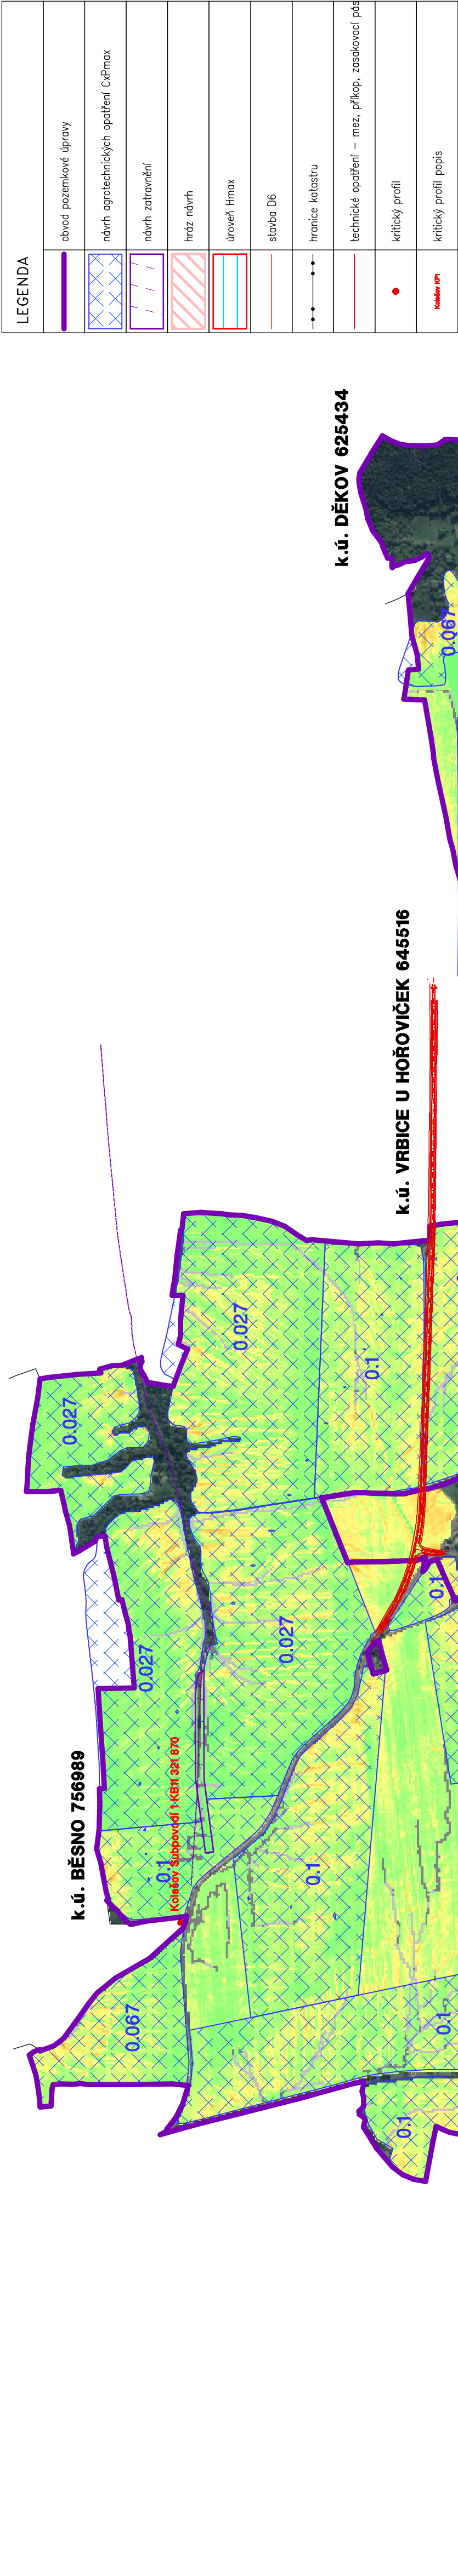 LEGENDA
obvod pozemkové úpravy
návrh agrotechnických opatření CxPmax
návrh zatravnění
hráz návrh
úroveň Hmax
stavba D6
hranice katastru
technické opatření – mez, příkop, zasakovací pás
kritický profil
Kolešov KP1
kritický profil popis
k.ú. DĚKOV 625434
0.067
k.ú. VRBICE U HOŘOVIČEK 645516
0.027
0.027
0.1
0.027
0.027
0.1
k.ú. BĚSNO 756989
Kolešov Subpovodí 1 KB11 321 870
0.1
0.1
0.067
0.1
0.1